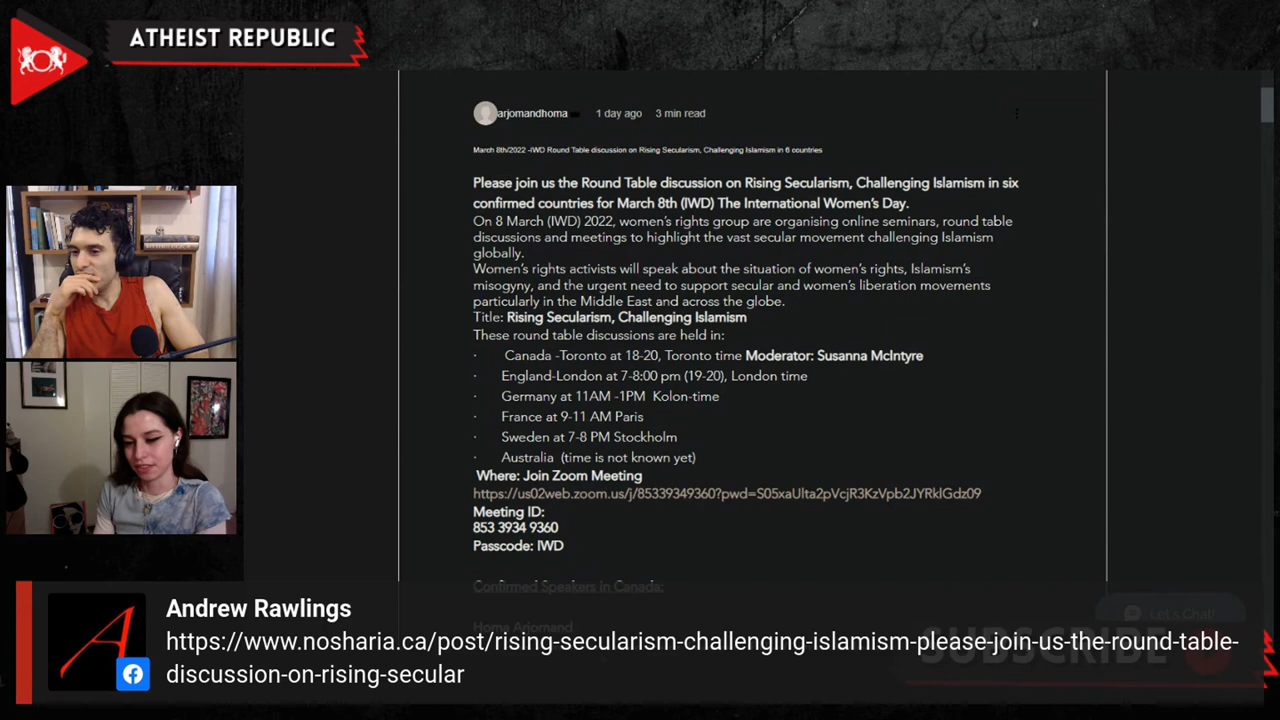 ATHEIST REPUBLIC
arjomandhoma
1 day ago 3 min read
March 8th/2022 -IWD Round Table discussion on Rising Secularism, Challenging Islamism in 6 countries
Please join us the Round Table discussion on Rising Secularism, Challenging Islamism in six
confirmed countries for March 8th (IWD) The International Women's Day.
On 8 March (IWD) 2022, women's rights group are organising online seminars, round table
discussions and meetings to highlight the vast secular movement challenging Islamism
globally.
Women's rights activists will speak about the situation of women's rights, Islamism's
misogyny, and the urgent need to support secular and women's liberation movements
particularly in the Middle East and across the globe.
Title: Rising Secularism, Challenging Islamism
These round table discussions are held in:
· Canada -Toronto at 18-20, Toronto time Moderator: Susanna McIntyre
· England-London at 7-8:00 pm (19-20), London time
· Germany at 11AM -1PM Kolon-time
· France at 9-11 AM Paris
· Sweden at 7-8 PM Stockholm
· Australia (time is not known yet)
Where: Join Zoom Meeting
https://us02web.zoom.us/j/85339349360?pwd=S05xaUlta2pVcjR3KzVpb2JYRklGdz09
Meeting ID:
853 3934 9360
Passcode: IWD
Confirmed Speakers in Canada:
Homa Arjomand
Let's Chat!
SUBSCRIBE
Andrew Rawlings
https://www.nosharia.ca/post/rising-secularism-challenging-islamism-please-join-us-the-round-table-
discussion-on-rising-secular